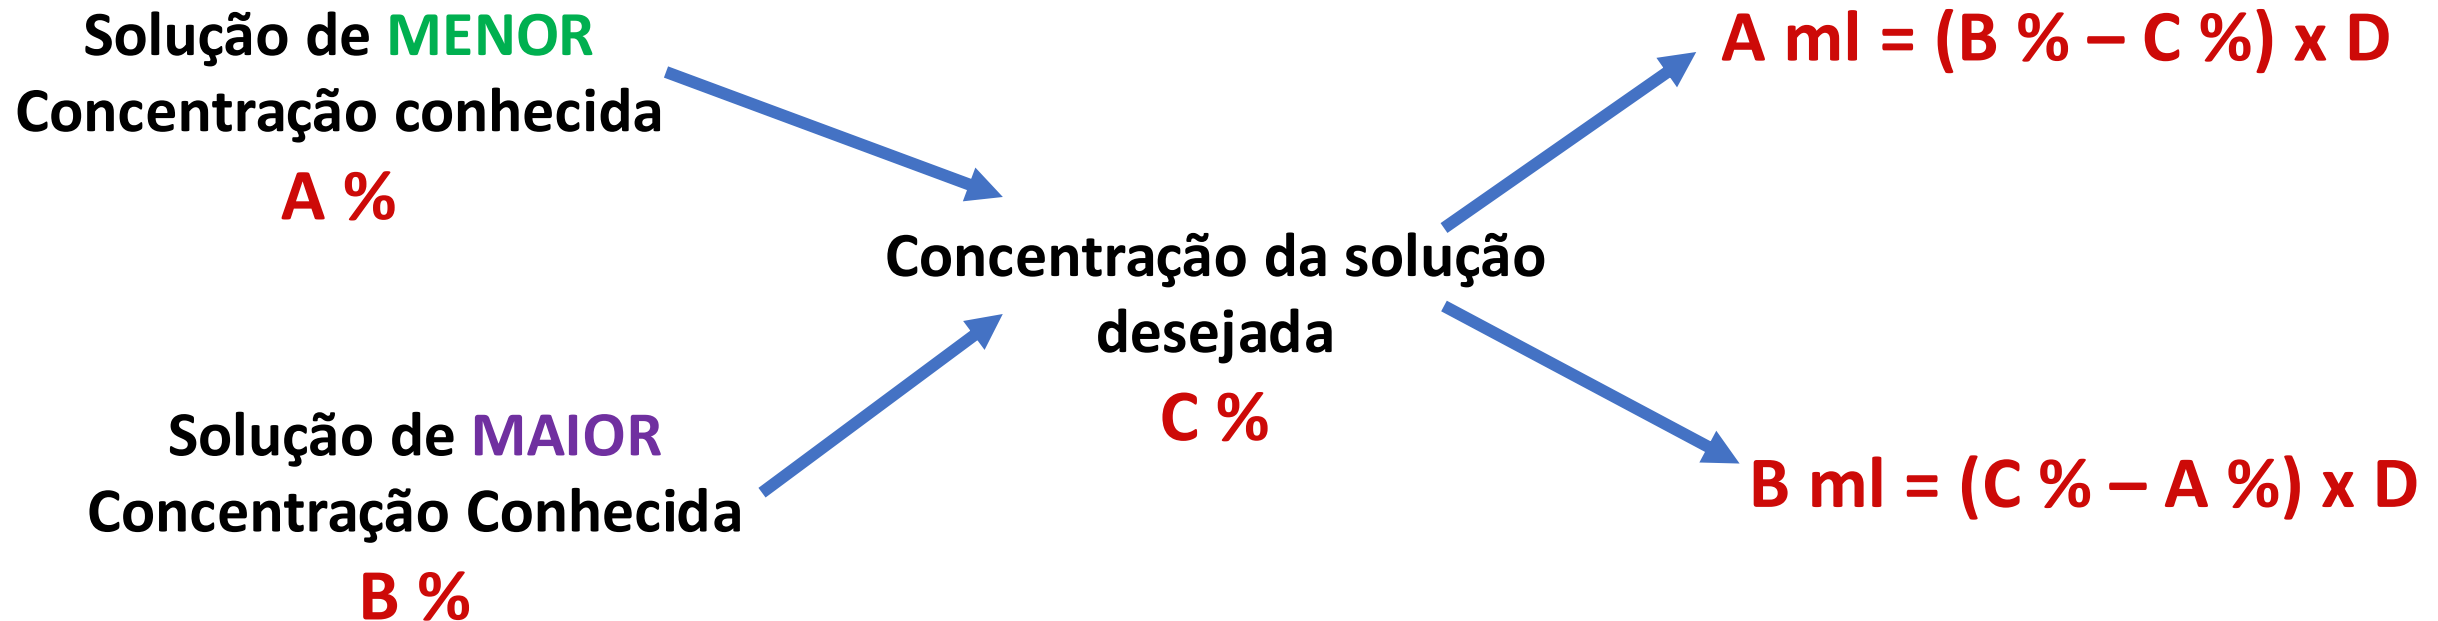 Solução de MENOR
Concentração conhecida
A %
Solução de MAIOR
Concentração Conhecida
B %
Concentração da solução
desejada
C %
A ml = (B % – C %) x D
B ml = (C % – A %) x D